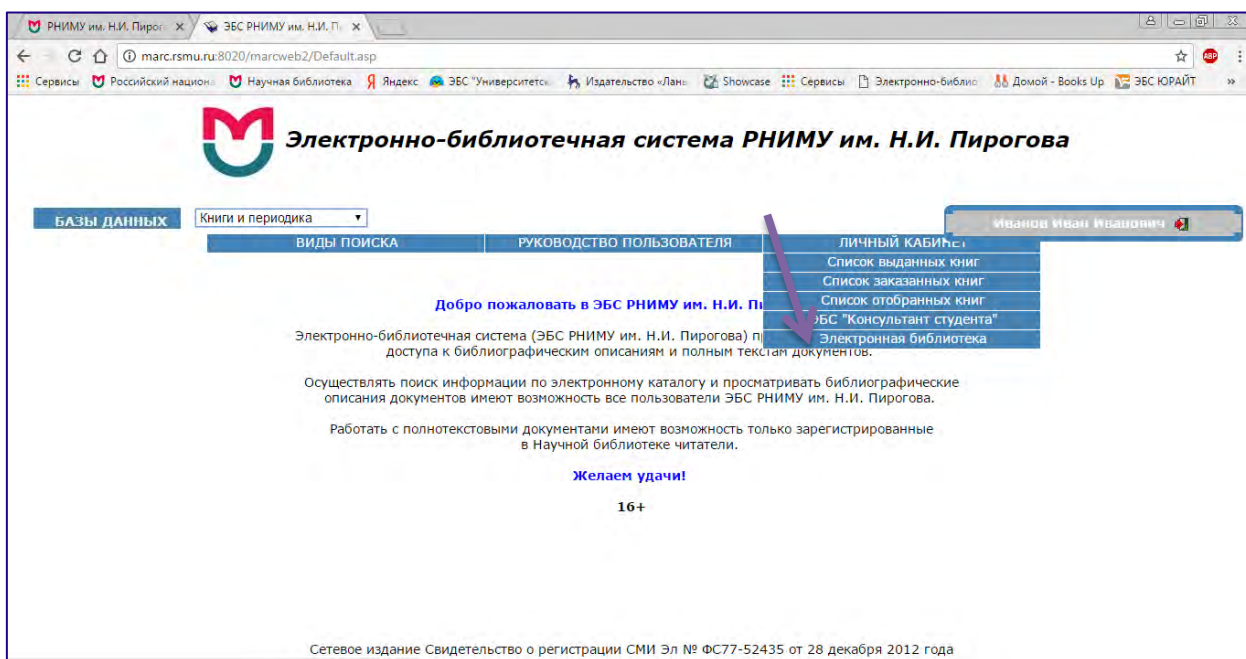 РНИМУ им. Н.И. Пирог
ЭБС РНИМУ им. Н.И. П
marc.rsmu.ru:8020/marcweb2/Default.asp
ABP
Сервисы Российский национ Научная библиотека Яндекс ЭБС "Университетск Издательство «Лань Showcase Сервисы Электронно-библио Домой - Books Up ЭБС ЮРАЙТ »
Электронно-библиотечная система РНИМУ им. Н.И. Пирогова
БАЗЫ ДАННЫХ Книги и периодика Иванов Иван Иванович
ВИДЫ ПОИСКА РУКОВОДСТВО ПОЛЬЗОВАТЕЛЯ ЛИЧНЫЙ КАБИНЕТ
Список выданных книг
Список заказанных книг
Список отобранных книг
ЭБС "Консультант студента"
Электронная библиотека
Добро пожаловать в ЭБС РНИМУ им. Н.И. Пи
Электронно-библиотечная система (ЭБС РНИМУ им. Н.И. Пирогова) п
доступа к библиографическим описаниям и полным текстам документов.
Осуществлять поиск информации по электронному каталогу и просматривать библиографические
описания документов имеют возможность все пользователи ЭБС РНИМУ им. Н.И. Пирогова.
Работать с полнотекстовыми документами имеют возможность только зарегистрированные
в Научной библиотеке читатели.
Желаем удачи!
16+
Сетевое издание Свидетельство о регистрации СМИ Эл № ФС77-52435 от 28 декабря 2012 года